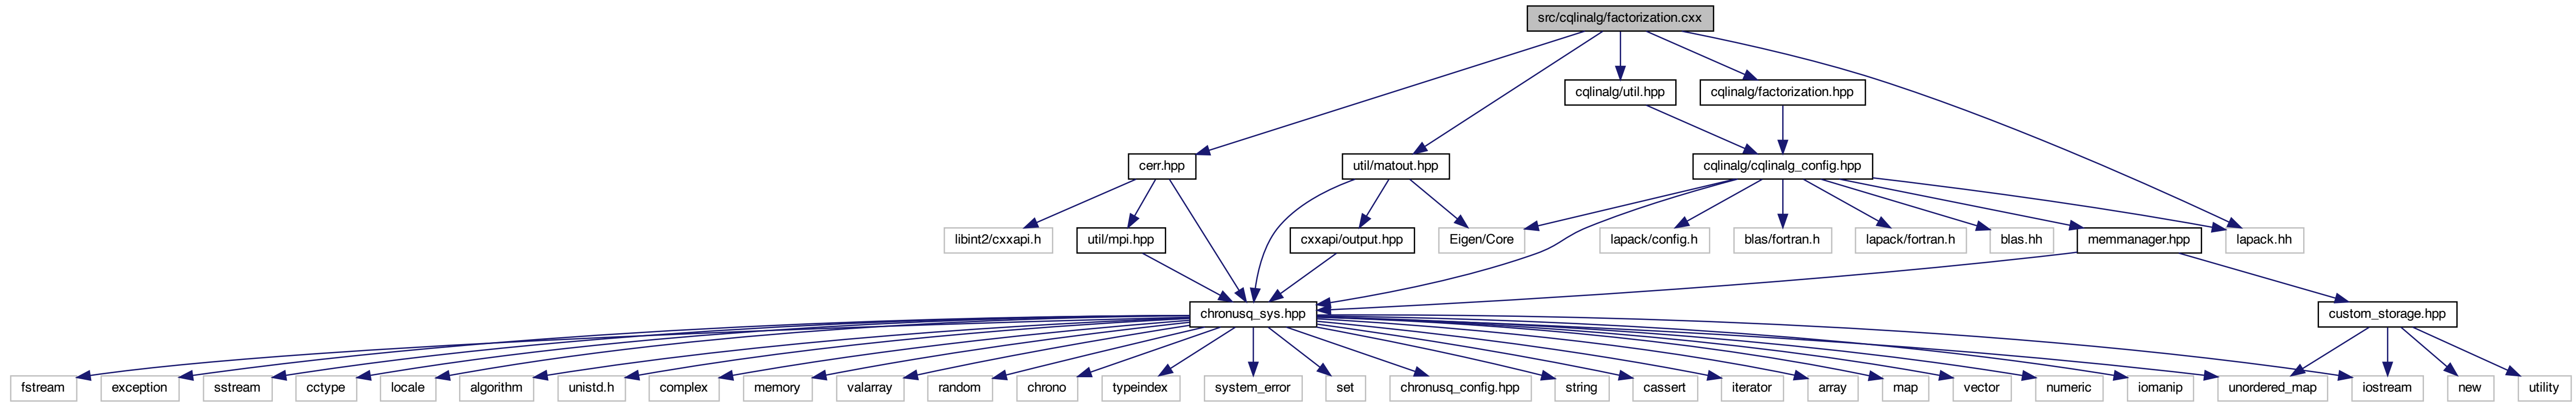 src/cqlinalg/factorization.cxx
cqlinalg/util.hpp
cqlinalg/factorization.hpp
cerr.hpp
util/matout.hpp
cqlinalg/cqlinalg_config.hpp
libint2/cxxapi.h
util/mpi.hpp
cxxapi/output.hpp
Eigen/Core
lapack/config.h
blas/fortran.h
lapack/fortran.h
blas.hh
memmanager.hpp
lapack.hh
chronusq_sys.hpp
custom_storage.hpp
fstream
exception
sstream
cctype
locale
algorithm
unistd.h
complex
memory
valarray
random
chrono
typeindex
system_error
set
chronusq_config.hpp
string
cassert
iterator
array
map
vector
numeric
iomanip
unordered_map
iostream
new
utility